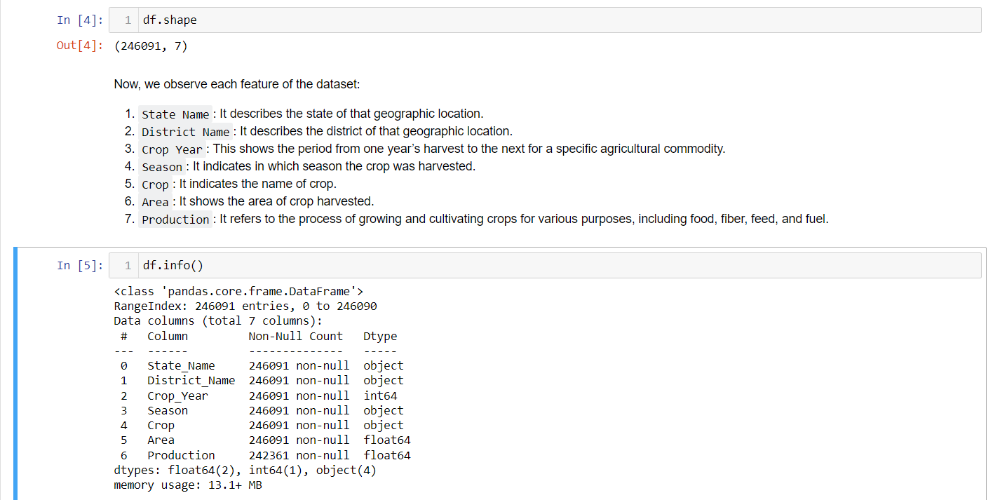 In [4]: 1 df.shape
Out[4]: (246091, 7)
Now, we observe each feature of the dataset:
1. State Name : It describes the state of that geographic location.
2. District Name : It describes the district of that geographic location.
3. Crop Year : This shows the period from one year’s harvest to the next for a specific agricultural commodity.
4. Season : It indicates in which season the crop was harvested.
5. Crop : It indicates the name of crop.
6. Area : It shows the area of crop harvested.
7. Production : It refers to the process of growing and cultivating crops for various purposes, including food, fiber, feed, and fuel.
In [5]: 1 df.info()
<class 'pandas.core.frame.DataFrame'>
RangeIndex: 246091 entries, 0 to 246090
Data columns (total 7 columns):
 #   Column         Non-Null Count   Dtype
---  ------         --------------   -----
 0   State_Name     246091 non-null  object
 1   District_Name  246091 non-null  object
 2   Crop_Year      246091 non-null  int64
 3   Season         246091 non-null  object
 4   Crop           246091 non-null  object
 5   Area           246091 non-null  float64
 6   Production     242361 non-null  float64
dtypes: float64(2), int64(1), object(4)
memory usage: 13.1+ MB